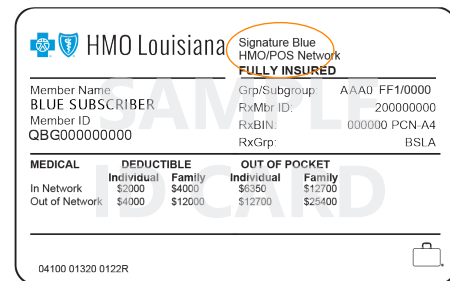 HMO Louisiana
Signature Blue
HMO/POS Network
FULLY INSURED
Member Name
BLUE SUBSCRIBER
Member ID
QBG000000000
Grp/Subgroup: AAA0 FF1/0000
RxMbr ID: 200000000
RxBIN: 000000 PCN-A4
RxGrp: BSLA
SAMPLE
ID CARD
MEDICAL DEDUCTIBLE OUT OF POCKET
Individual Family Individual Family
In Network $2000 $4000 $6350 $12700
Out of Network $4000 $12000 $12700 $25400
04100 01320 0122R